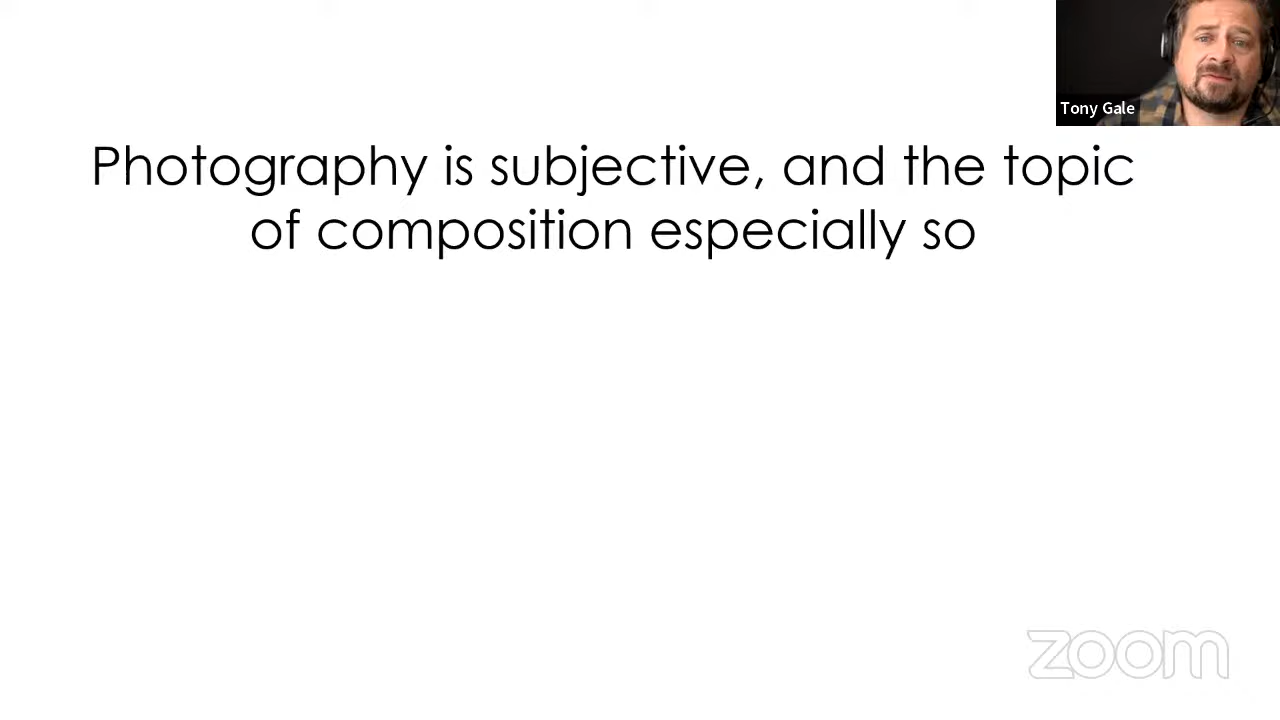 Tony Gale
Photography is subjective, and the topic
of composition especially so
zoom